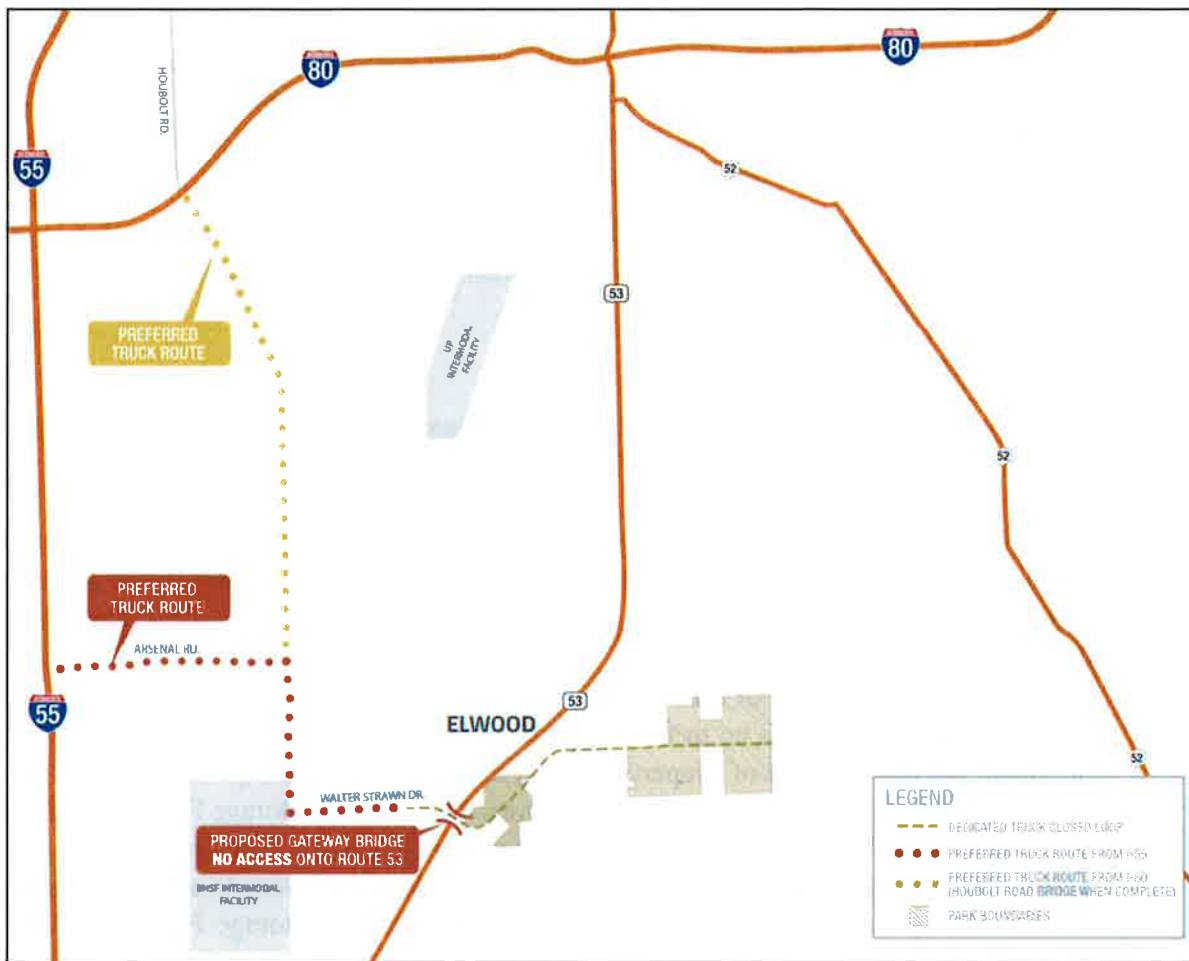 80
80
HOUBOLT RD.
55
52
53
PREFERRED
TRUCK ROUTE
UP
INTERMODAL
FACILITY
52
PREFERRED
TRUCK ROUTE
ARSENAL RD.
55
53
ELWOOD
52
WALTER STRAWN DR.
PROPOSED GATEWAY BRIDGE
NO ACCESS ONTO ROUTE 53
BNSF INTERMODAL
FACILITY
LEGEND
DEDICATED TRUCK CLOSED LOOP
PREFERRED TRUCK ROUTE FROM I-55
PREFERRED TRUCK ROUTE FROM I-80
(HOUBOLT ROAD BRIDGE WHEN COMPLETE)
PARK BOUNDARIES